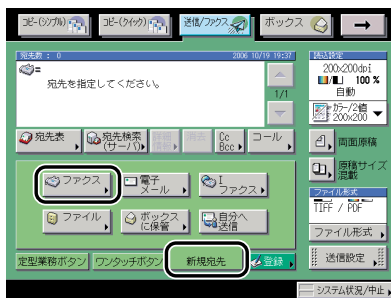 コピー(シンプル)
コピー(クイック)
送信/ファクス
ボックス
宛先数 : 0
2006 10/19 19:37
宛先を指定してください。
1/1
読込設定
200x200dpi
100 %
自動
カラー/2値
200x200
宛先表
宛先検索
(サーバ)
詳細
情報
消去
Cc
Bcc
コール
両面原稿
原稿サイズ
混載
ファクス
電子
メール
I
ファクス
ファイル
ボックス
に保管
自分へ
送信
ファイル形式
TIFF / PDF
ファイル形式
定型業務ボタン
ワンタッチボタン
新規宛先
登録
送信設定
システム状況/中止